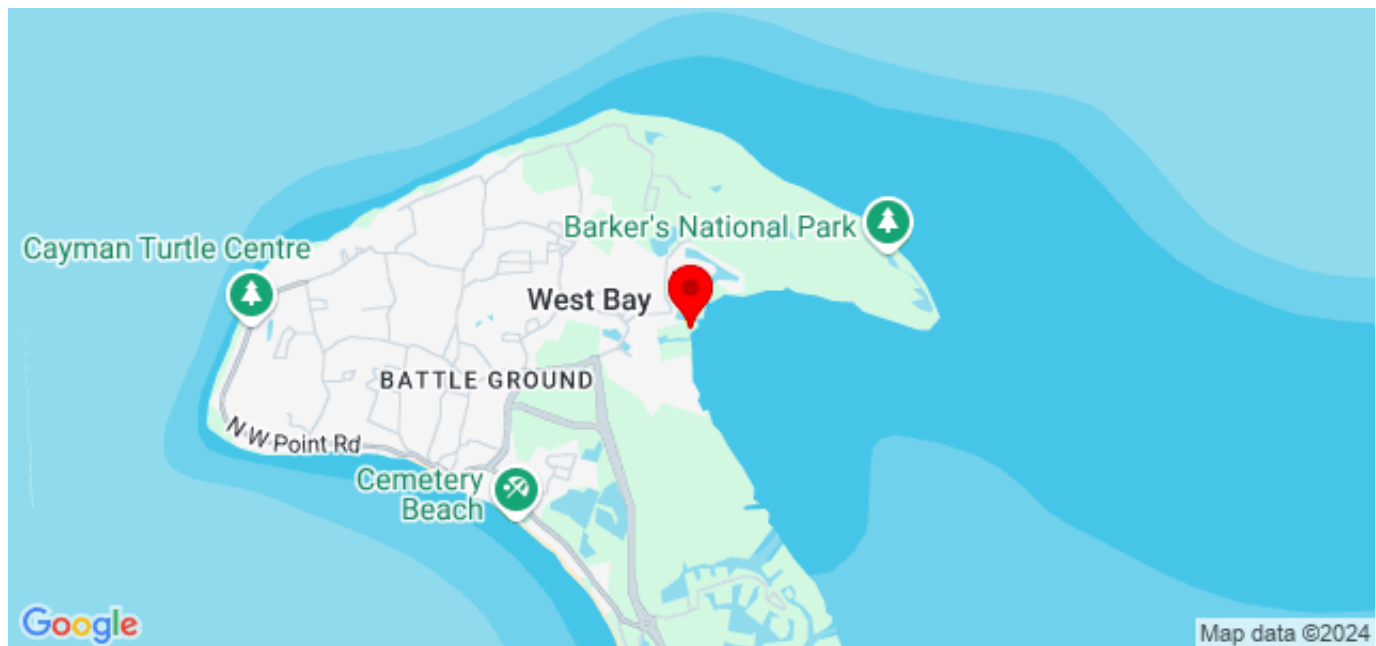 Barker's National Park
Cayman Turtle Centre
West Bay
BATTLE GROUND
N W Point Rd
Cemetery
Beach
Google
Map data ©2024